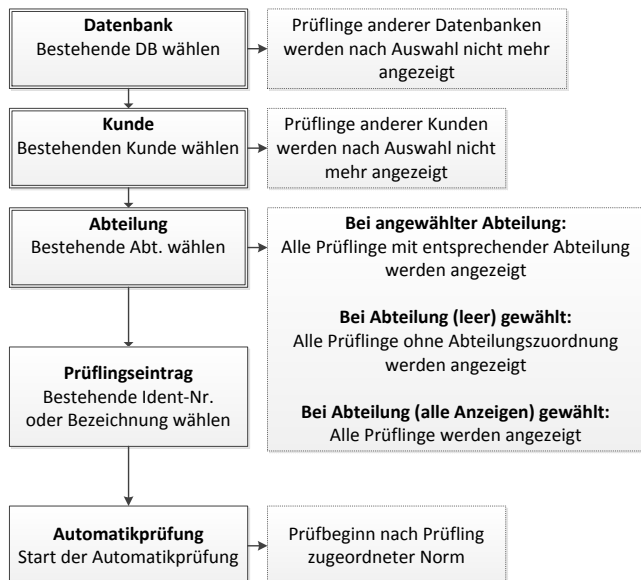 Datenbank
Bestehende DB wählen
Prüflinge anderer Datenbanken
werden nach Auswahl nicht mehr
angezeigt
Kunde
Bestehenden Kunde wählen
Prüflinge anderer Kunden
werden nach Auswahl nicht
mehr angezeigt
Abteilung
Bestehende Abt. wählen
Bei angewählter Abteilung:
Alle Prüflinge mit entsprechender Abteilung
werden angezeigt
Bei Abteilung (leer) gewählt:
Alle Prüflinge ohne Abteilungszuordnung
werden angezeigt
Bei Abteilung (alle Anzeigen) gewählt:
Alle Prüflinge werden angezeigt
Prüflingseintrag
Bestehende Ident-Nr.
oder Bezeichnung wählen
Automatikprüfung
Start der Automatikprüfung
Prüfbeginn nach Prüfling
zugeordneter Norm